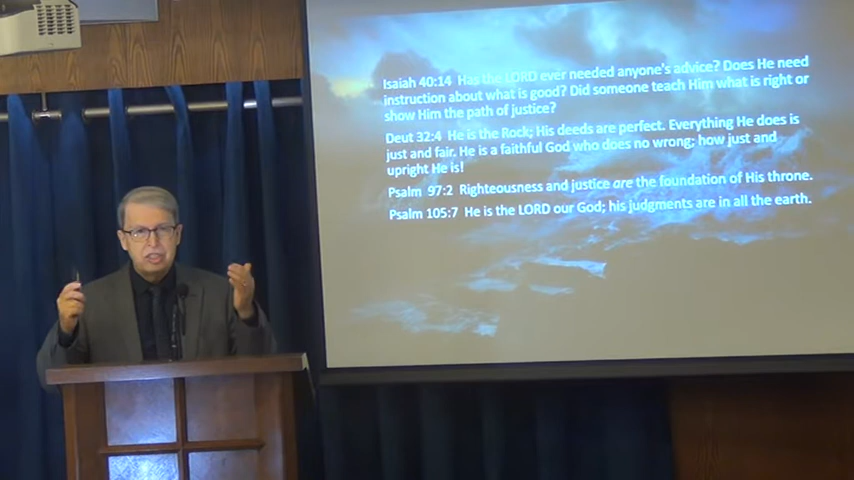 Isaiah 40:14 Has the LORD ever needed anyone's advice? Does He need
instruction about what is good? Did someone teach Him what is right or
show Him the path of justice?
Deut 32:4 He is the Rock; His deeds are perfect. Everything He does is
just and fair. He is a faithful God who does no wrong; how just and
upright He is!
Psalm 97:2 Righteousness and justice are the foundation of His throne.
Psalm 105:7 He is the LORD our God; his judgments are in all the earth.